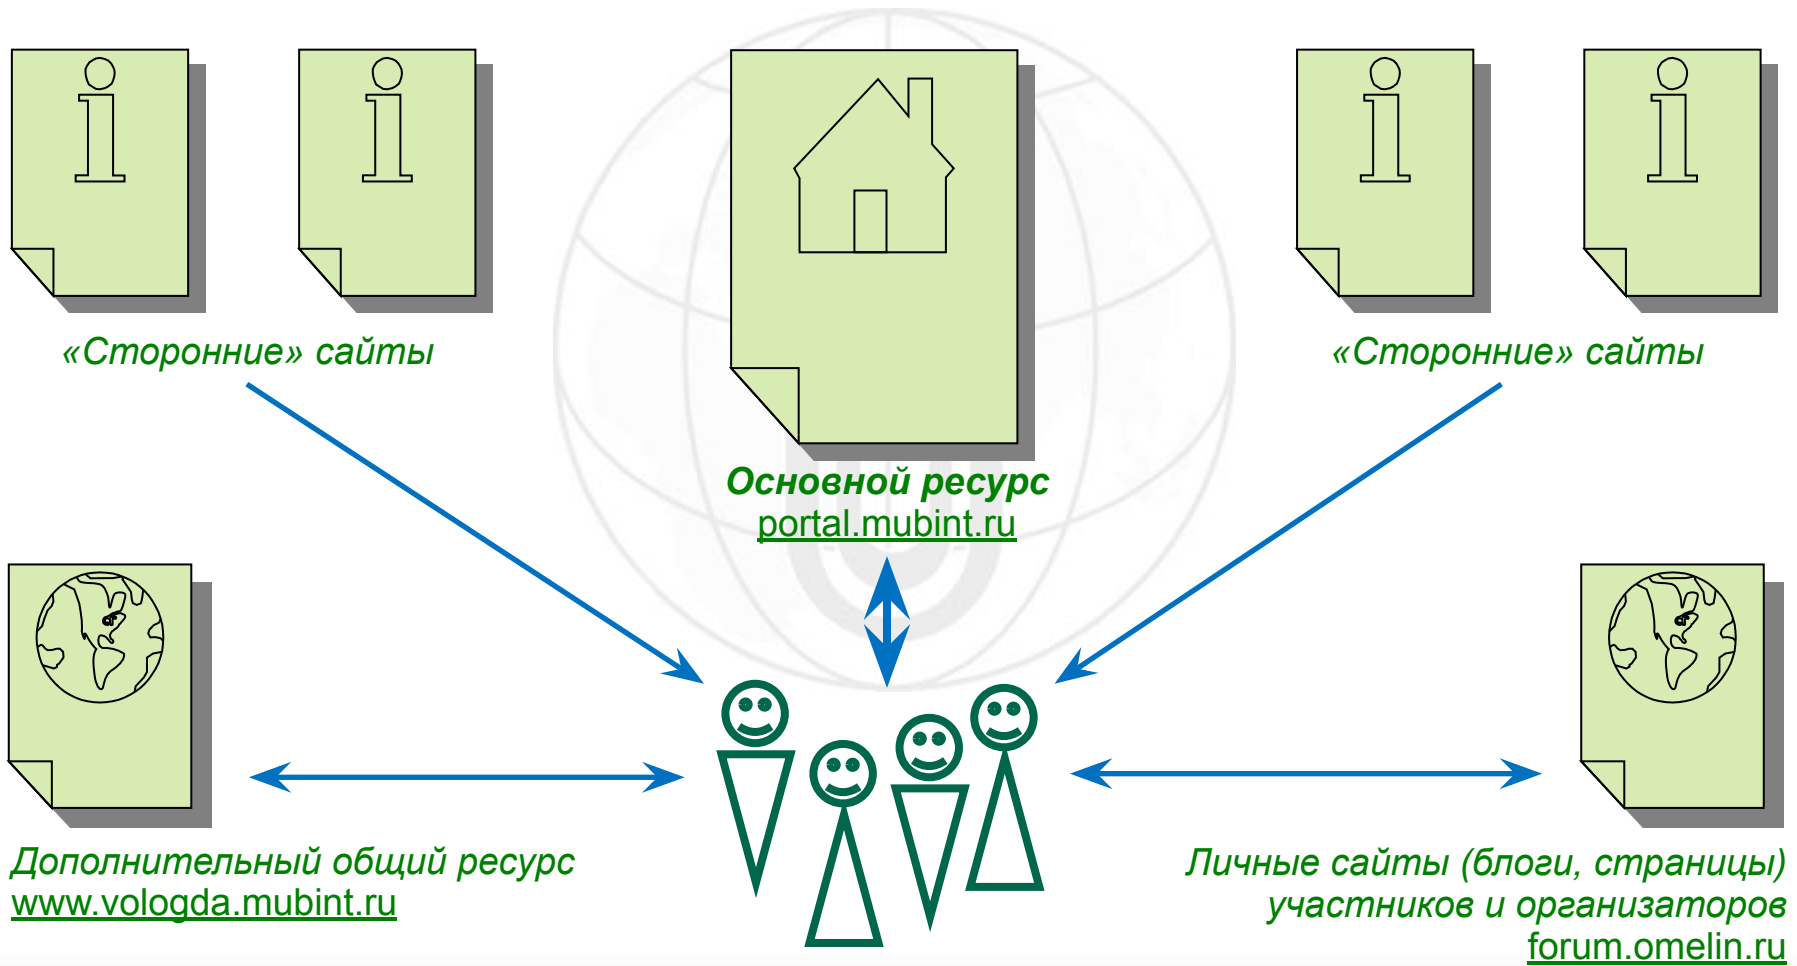 «Сторонние» сайты
«Сторонние» сайты
Основной ресурс
portal.mubint.ru
Дополнительный общий ресурс
www.vologda.mubint.ru
Личные сайты (блоги, страницы)
участников и организаторов
forum.omelin.ru